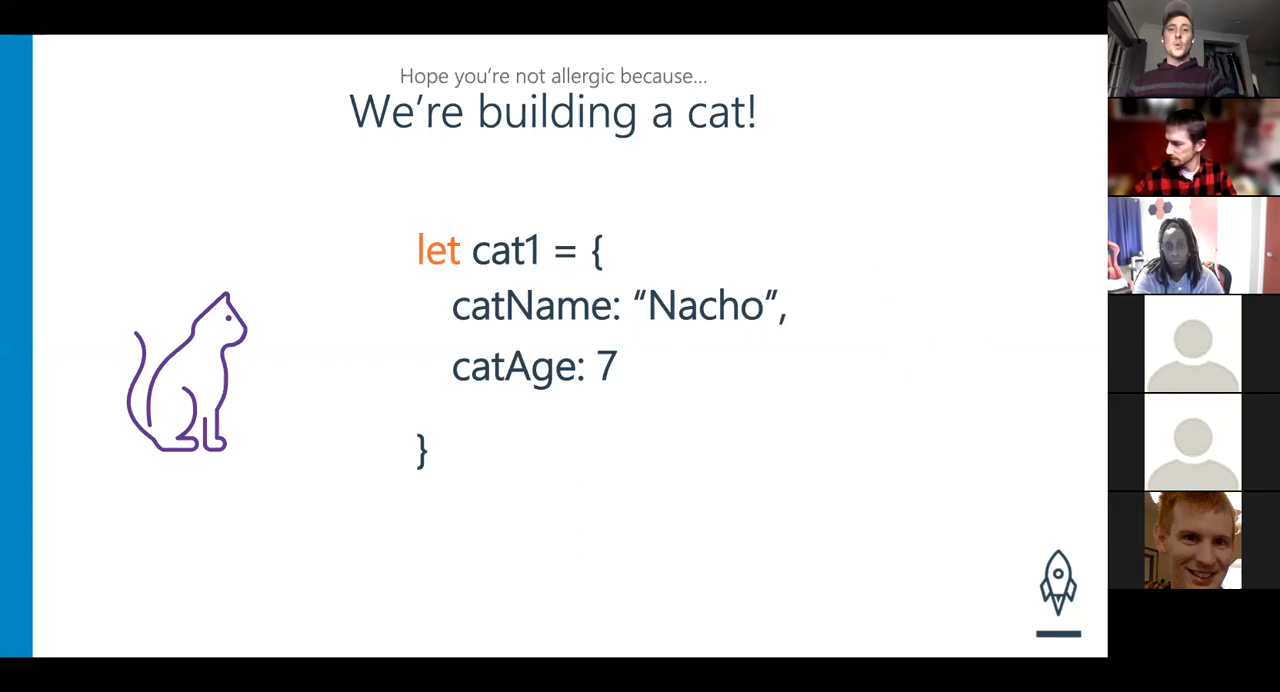 Hope you're not allergic because...
We're building a cat!
let cat1 = {
catName: “Nacho”,
catAge: 7
}